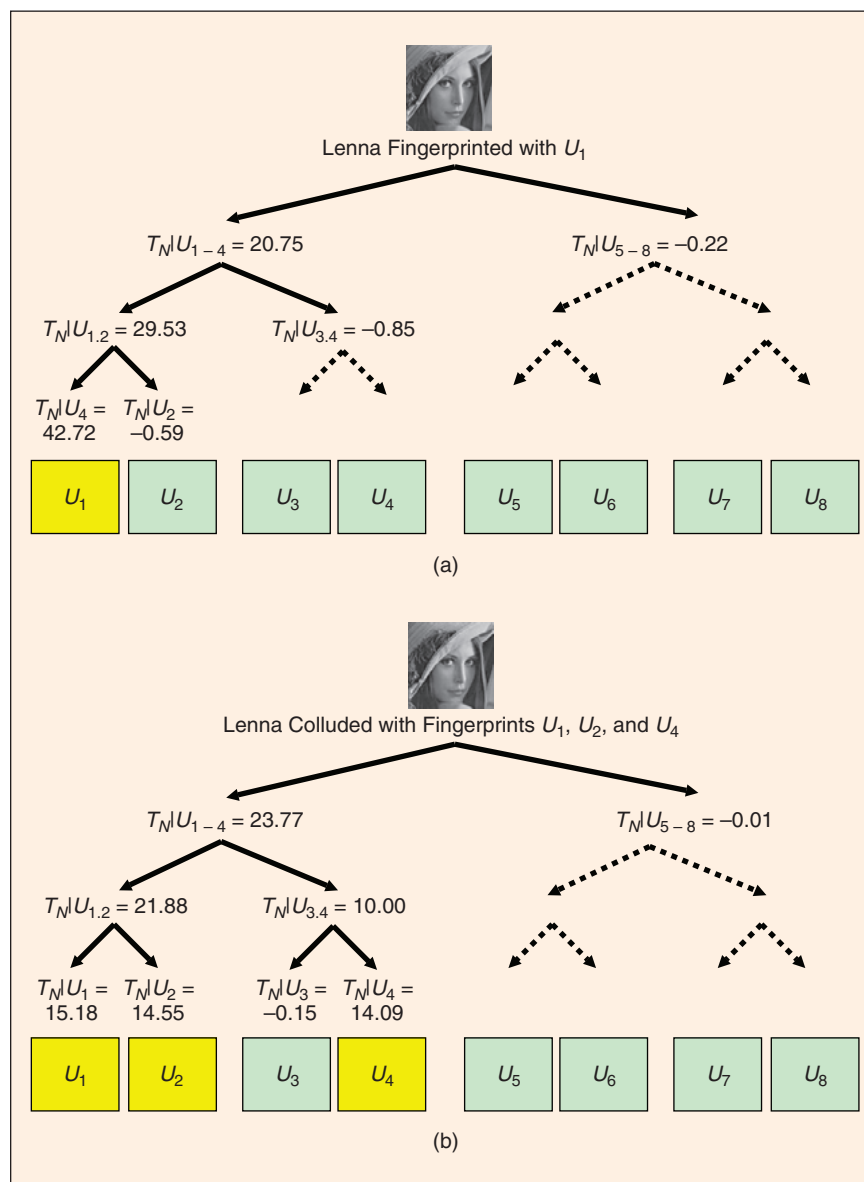 Lenna Fingerprinted with U1
TN|U1 – 4 = 20.75
TN|U5 – 8 = –0.22
TN|U1.2 = 29.53
TN|U3.4 = –0.85
TN|U4 =
42.72
TN|U2 =
–0.59
U1
U2
U3
U4
U5
U6
U7
U8
(a)
Lenna Colluded with Fingerprints U1, U2, and U4
TN|U1 – 4 = 23.77
TN|U5 – 8 = –0.01
TN|U1.2 = 21.88
TN|U3.4 = 10.00
TN|U1 =
15.18
TN|U2 =
14.55
TN|U3 =
–0.15
TN|U4 =
14.09
U1
U2
U3
U4
U5
U6
U7
U8
(b)